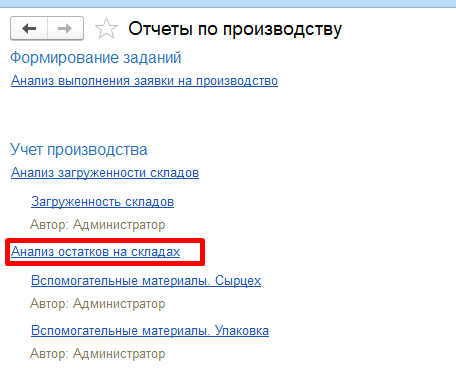 Отчеты по производству
Формирование заданий
Анализ выполнения заявки на производство
Учет производства
Анализ загруженности складов
Загруженность складов
Автор: Администратор
Анализ остатков на складах
Вспомогательные материалы. Сырцех
Автор: Администратор
Вспомогательные материалы. Упаковка
Автор: Администратор